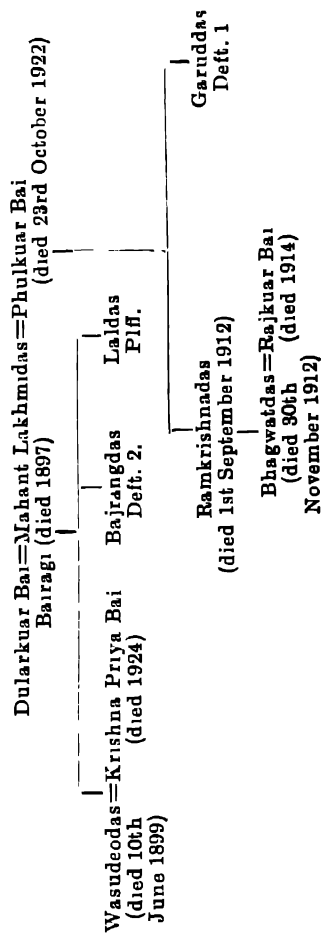 Dularkuar Bai=Mahant Lakhmidas=Phulkuar Bai
Bairagi (died 1897)
(died 23rd October 1922)
Wasudeodas=Krishna Priya Bai
(died 10th
June 1899)
(died 1924)
Bajrangdas
Deft. 2.
Laldas
Plff.
Ramkrishnadas
(died 1st September 1912)
Garuddas
Deft. 1
Bhagwatdas=Rajkuar Bai
(died 30th
November 1912)
(died 1914)